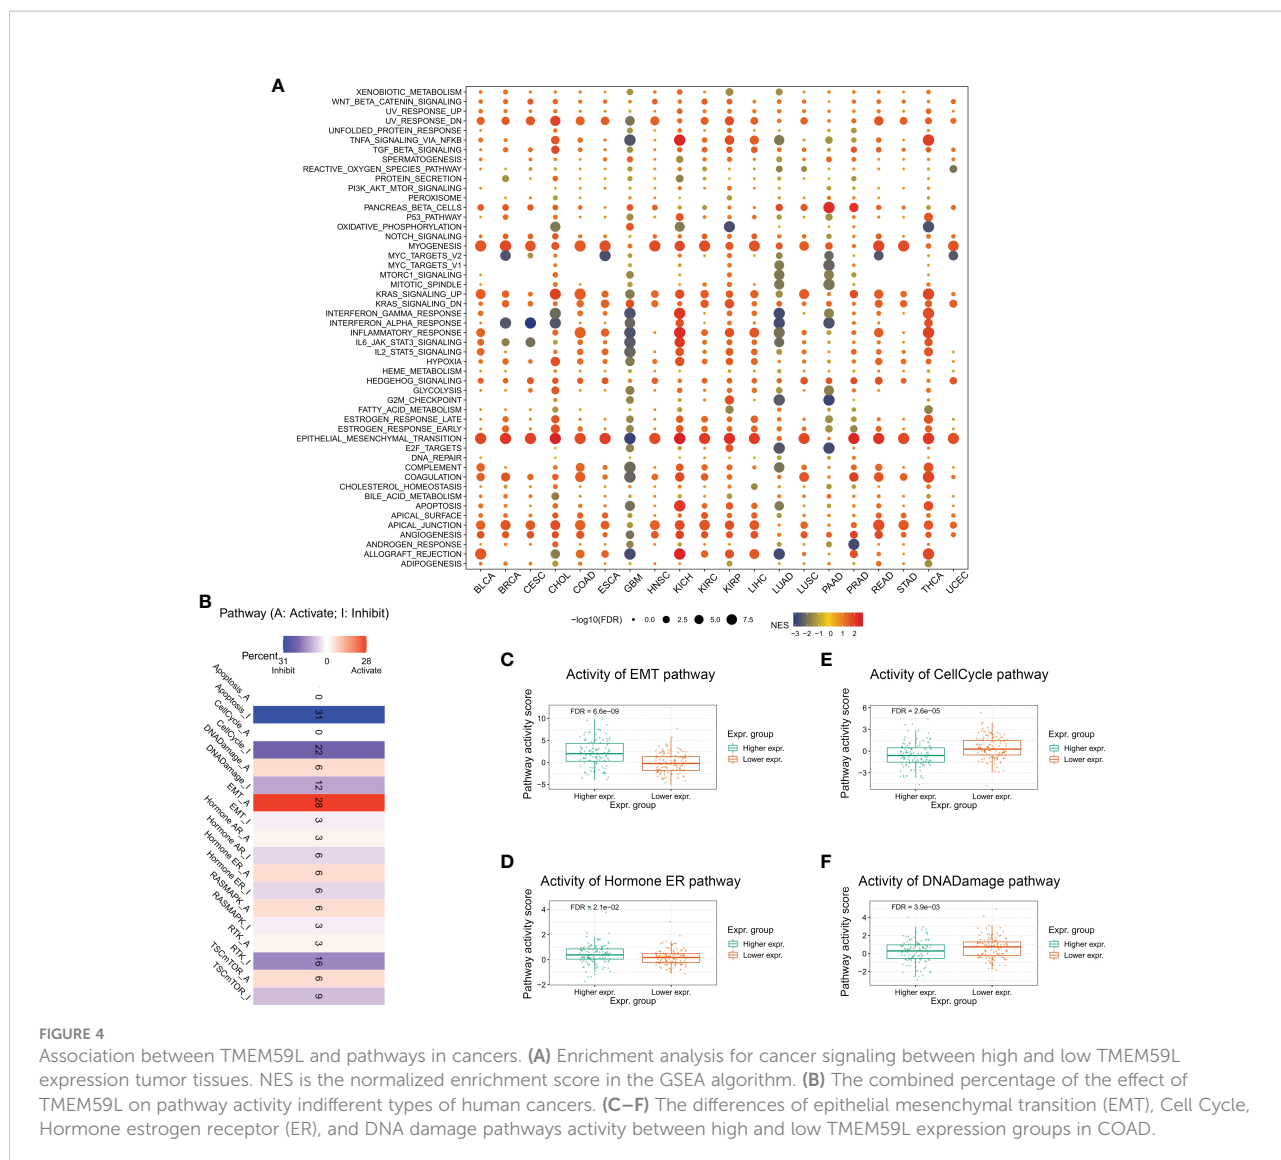 A
XENOBIOTIC_METABOLISM
WNT_BETA_CATENIN_SIGNALING
UV_RESPONSE_UP
UV_RESPONSE_DN
UNFOLDED_PROTEIN_RESPONSE
TNFA_SIGNALING_VIA_NFKB
TGF_BETA_SIGNALING
SPERMATOGENESIS
REACTIVE_OXYGEN_SPECIES_PATHWAY
PROTEIN_SECRETION
PI3K_AKT_MTOR_SIGNALING
PEROXISOME
PANCREAS_BETA_CELLS
P53_PATHWAY
OXIDATIVE_PHOSPHORYLATION
NOTCH_SIGNALING
MYOGENESIS
MYC_TARGETS_V2
MYC_TARGETS_V1
MTORC1_SIGNALING
MITOTIC_SPINDLE
KRAS_SIGNALING_UP
KRAS_SIGNALING_DN
INTERFERON_GAMMA_RESPONSE
INTERFERON_ALPHA_RESPONSE
INFLAMMATORY_RESPONSE
IL6_JAK_STAT3_SIGNALING
IL2_STAT5_SIGNALING
HYPOXIA
HEME_METABOLISM
HEDGEHOG_SIGNALING
GLYCOLYSIS
G2M_CHECKPOINT
FATTY_ACID_METABOLISM
ESTROGEN_RESPONSE_LATE
ESTROGEN_RESPONSE_EARLY
EPITHELIAL_MESENCHYMAL_TRANSITION
E2F_TARGETS
DNA_REPAIR
COMPLEMENT
COAGULATION
CHOLESTEROL_HOMEOSTASIS
BILE_ACID_METABOLISM
APOPTOSIS
APICAL_SURFACE
APICAL_JUNCTION
ANGIOGENESIS
ANDROGEN_RESPONSE
ALLOGRAFT_REJECTION
ADIPOGENESIS
BLCA BRCA CESC CHOL COAD ESCA GBM HNSC KICH KIRC KIRP LIHC LUAD LUSC PAAD PRAD READ STAD THCA UCEC
−log10(FDR) 0.0 2.5 5.0 7.5
NES −3 −2 −1 0 1 2
B
Pathway (A: Activate; I: Inhibit)
Percent
31 0 28
Inhibit Activate
Apoptosis_A 0
Apoptosis_I 31
CellCycle_A 0
CellCycle_I 22
DNADamage_A 6
DNADamage_I 12
EMT_A 28
EMT_I 3
Hormone AR_A 3
Hormone AR_I 6
Hormone ER_A 6
Hormone ER_I 6
RASMAPK_A 6
RASMAPK_I 3
RTK_A 3
RTK_I 16
TSCmTOR_A 6
TSCmTOR_I 9
C
Activity of EMT pathway
Pathway activity score
10
5
0
−5
FDR = 6.6e−09
Higher expr. Lower expr.
Expr. group
Expr. group
Higher expr.
Lower expr.
E
Activity of CellCycle pathway
Pathway activity score
6
3
0
−3
FDR = 2.6e−05
Higher expr. Lower expr.
Expr. group
Expr. group
Higher expr.
Lower expr.
D
Activity of Hormone ER pathway
Pathway activity score
4
2
0
−2
FDR = 2.1e−02
Higher expr. Lower expr.
Expr. group
Expr. group
Higher expr.
Lower expr.
F
Activity of DNADamage pathway
Pathway activity score
4
2
0
−2
FDR = 3.9e−03
Higher expr. Lower expr.
Expr. group
Expr. group
Higher expr.
Lower expr.
FIGURE 4
Association between TMEM59L and pathways in cancers. (A) Enrichment analysis for cancer signaling between high and low TMEM59L
expression tumor tissues. NES is the normalized enrichment score in the GSEA algorithm. (B) The combined percentage of the effect of
TMEM59L on pathway activity indifferent types of human cancers. (C–F) The differences of epithelial mesenchymal transition (EMT), Cell Cycle,
Hormone estrogen receptor (ER), and DNA damage pathways activity between high and low TMEM59L expression groups in COAD.